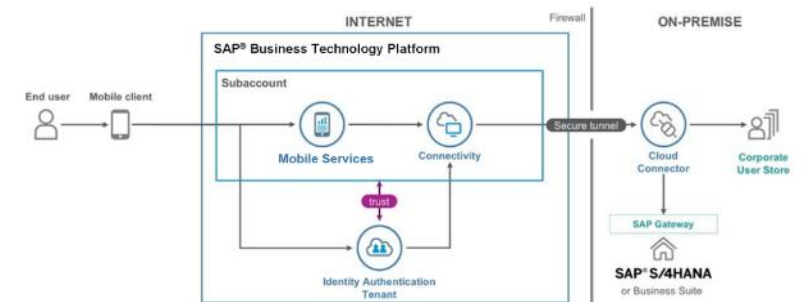 INTERNET
Firewall
ON-PREMISE
SAP® Business Technology Platform
Subaccount
End user
Mobile client
Mobile Services
Connectivity
Secure tunnel
Cloud
Connector
Corporate
User Store
trust
SAP Gateway
Identity Authentication
Tenant
SAP® S/4HANA
or Business Suite